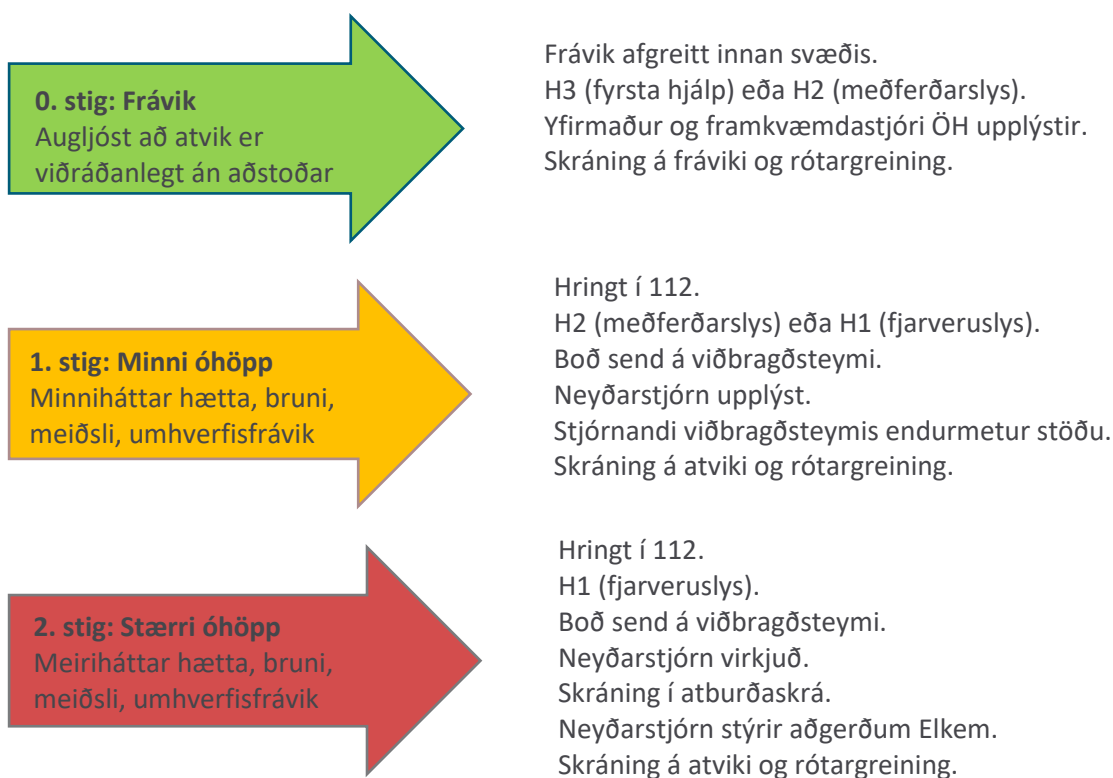 0. stig: Frávik
Augljóst að atvik er
viðráðanlegt án aðstoðar
Frávik afgreitt innan svæðis.
H3 (fyrsta hjálp) eða H2 (meðferðarslys).
Yfirmaður og framkvæmdastjóri ÖH upplýstir.
Skráning á fráviki og rótargreining.
1. stig: Minni óhöpp
Minniháttar hætta, bruni,
meiðsli, umhverfisfrávik
Hringt í 112.
H2 (meðferðarslys) eða H1 (fjarveruslys).
Boð send á viðbragðsteymi.
Neyðarstjórn upplýst.
Stjórnandi viðbragðsteymis endurmetur stöðu.
Skráning á atviki og rótargreining.
2. stig: Stærri óhöpp
Meiriháttar hætta, bruni,
meiðsli, umhverfisfrávik
Hringt í 112.
H1 (fjarveruslys).
Boð send á viðbragðsteymi.
Neyðarstjórn virkjuð.
Skráning í atburðaskrá.
Neyðarstjórn stýrir aðgerðum Elkem.
Skráning á atviki og rótargreining.